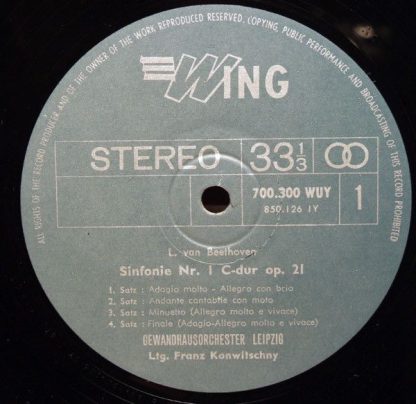 ALL RIGHTS OF THE RECORD PRODUCER AND OF THE OWNER OF THE WORK REPRODUCED RESERVED. COPYING, PUBLIC PERFORMANCE AND BROADCASTING OF THIS RECORD PROHIBITED
WING
STEREO 33 1/3
700.300 WUY 1
850.126 IY
L. van Beethoven
Sinfonie Nr. 1 C-dur op. 21
1. Satz : Adagio molto - Allegro con brio
2. Satz : Andante cantabile con moto
3. Satz : Minuetto (Allegro molto e vivace)
4. Satz : Finale (Adagio-Allegro molto e vivace)
GEWANDHAUSORCHESTER LEIPZIG
Ltg. Franz Konwitschny